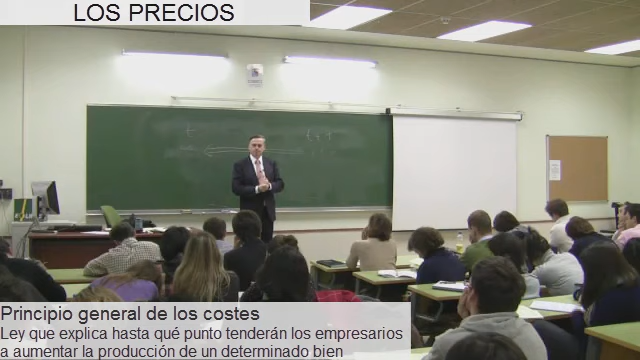 LOS PRECIOS
Principio general de los costes
Ley que explica hasta qué punto tenderán los empresarios
a aumentar la producción de un determinado bien